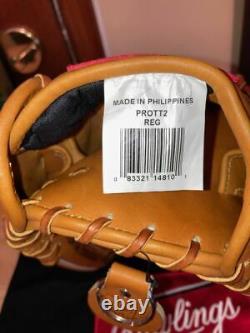 MADE IN PHILIPPINES
PROTT2
REG
0 83321 14810
Rawlings